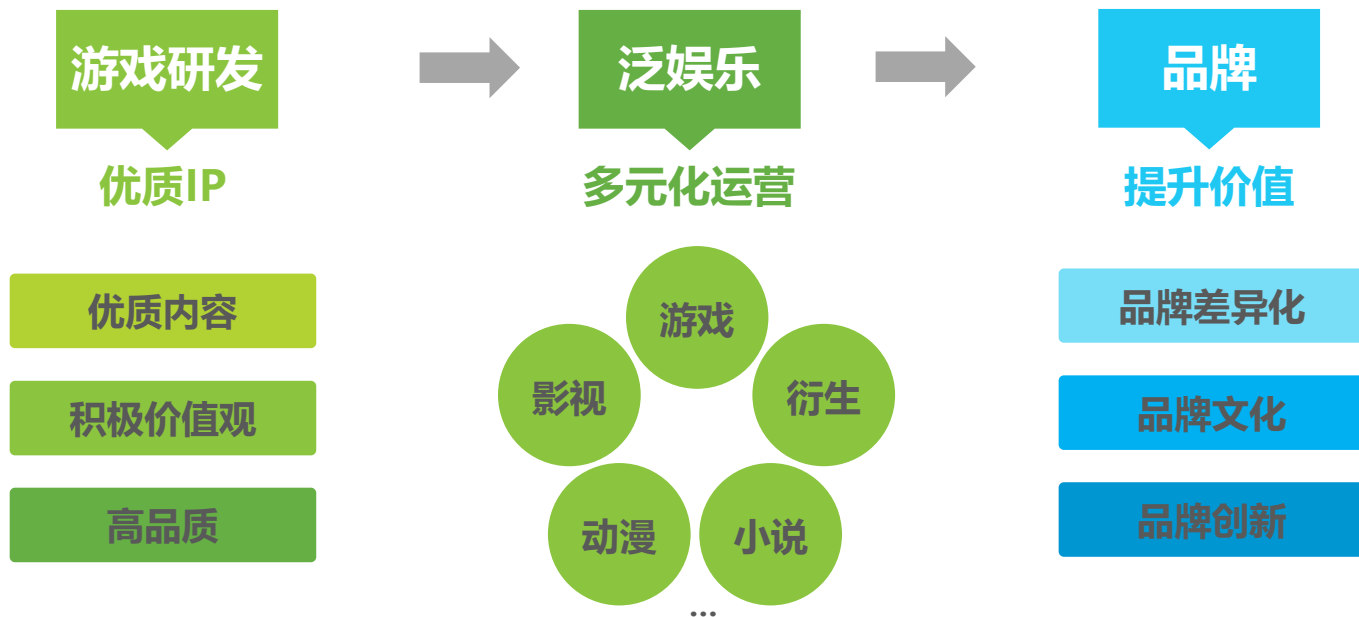 游戏研发
泛娱乐
品牌
优质IP
多元化运营
提升价值
优质内容
积极价值观
高品质
游戏
影视
衍生
动漫
小说
...
品牌差异化
品牌文化
品牌创新